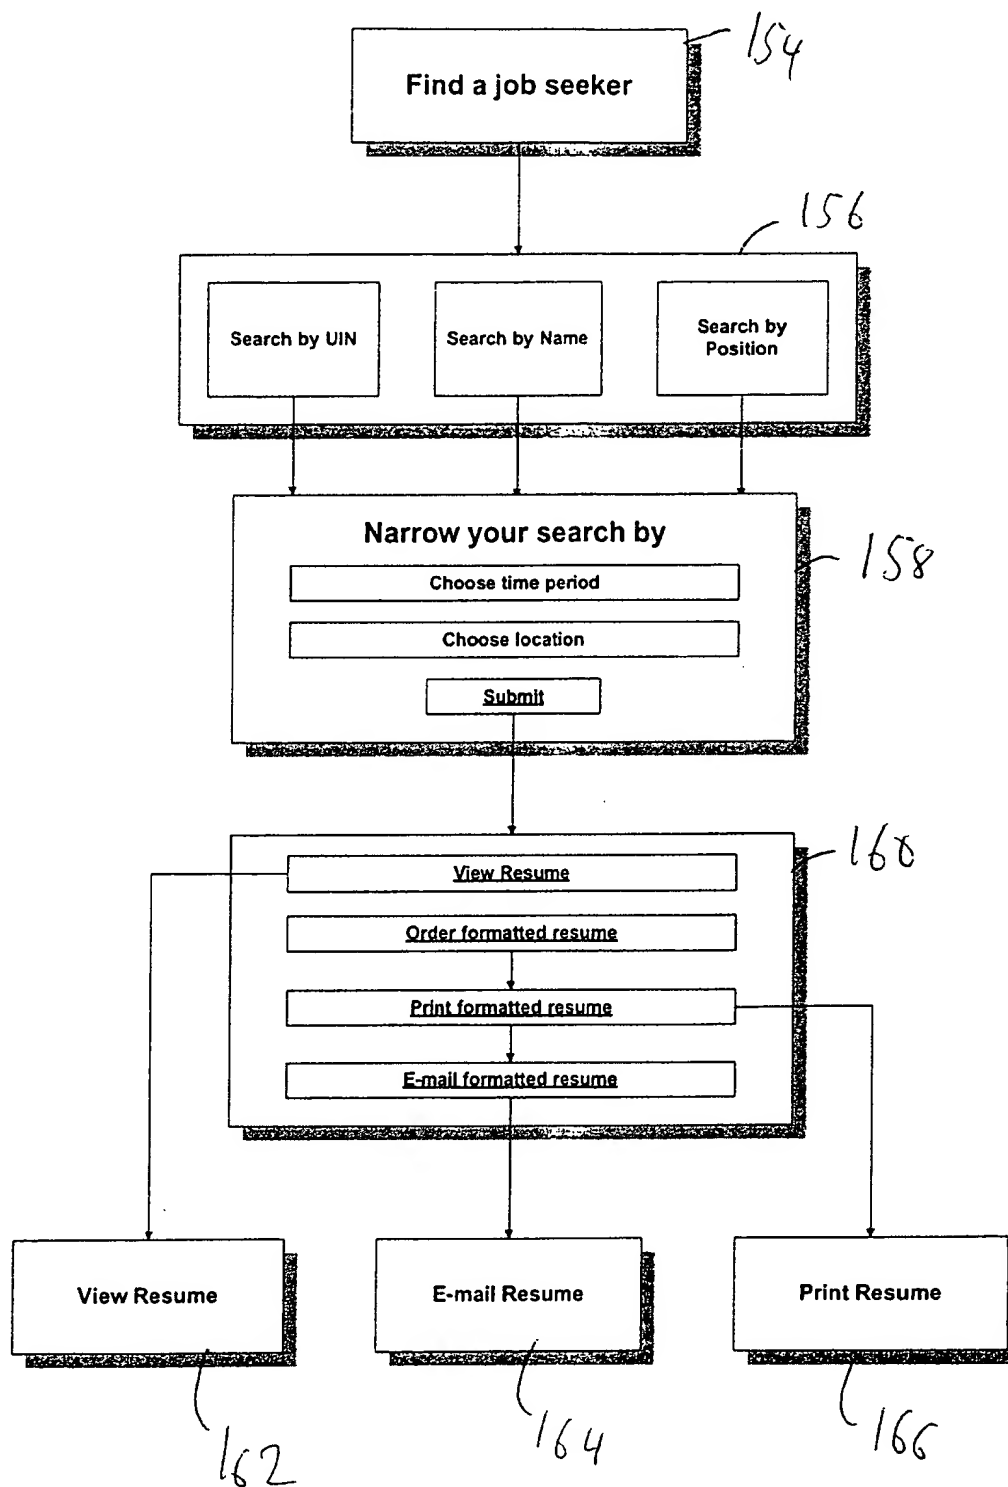 154
Find a job seeker
156
Search by UIN
Search by Name
Search by
Position
Narrow your search by
158
Choose time period
Choose location
Submit
160
View Resume
Order formatted resume
Print formatted resume
E-mail formatted resume
View Resume
E-mail Resume
Print Resume
162
164
166